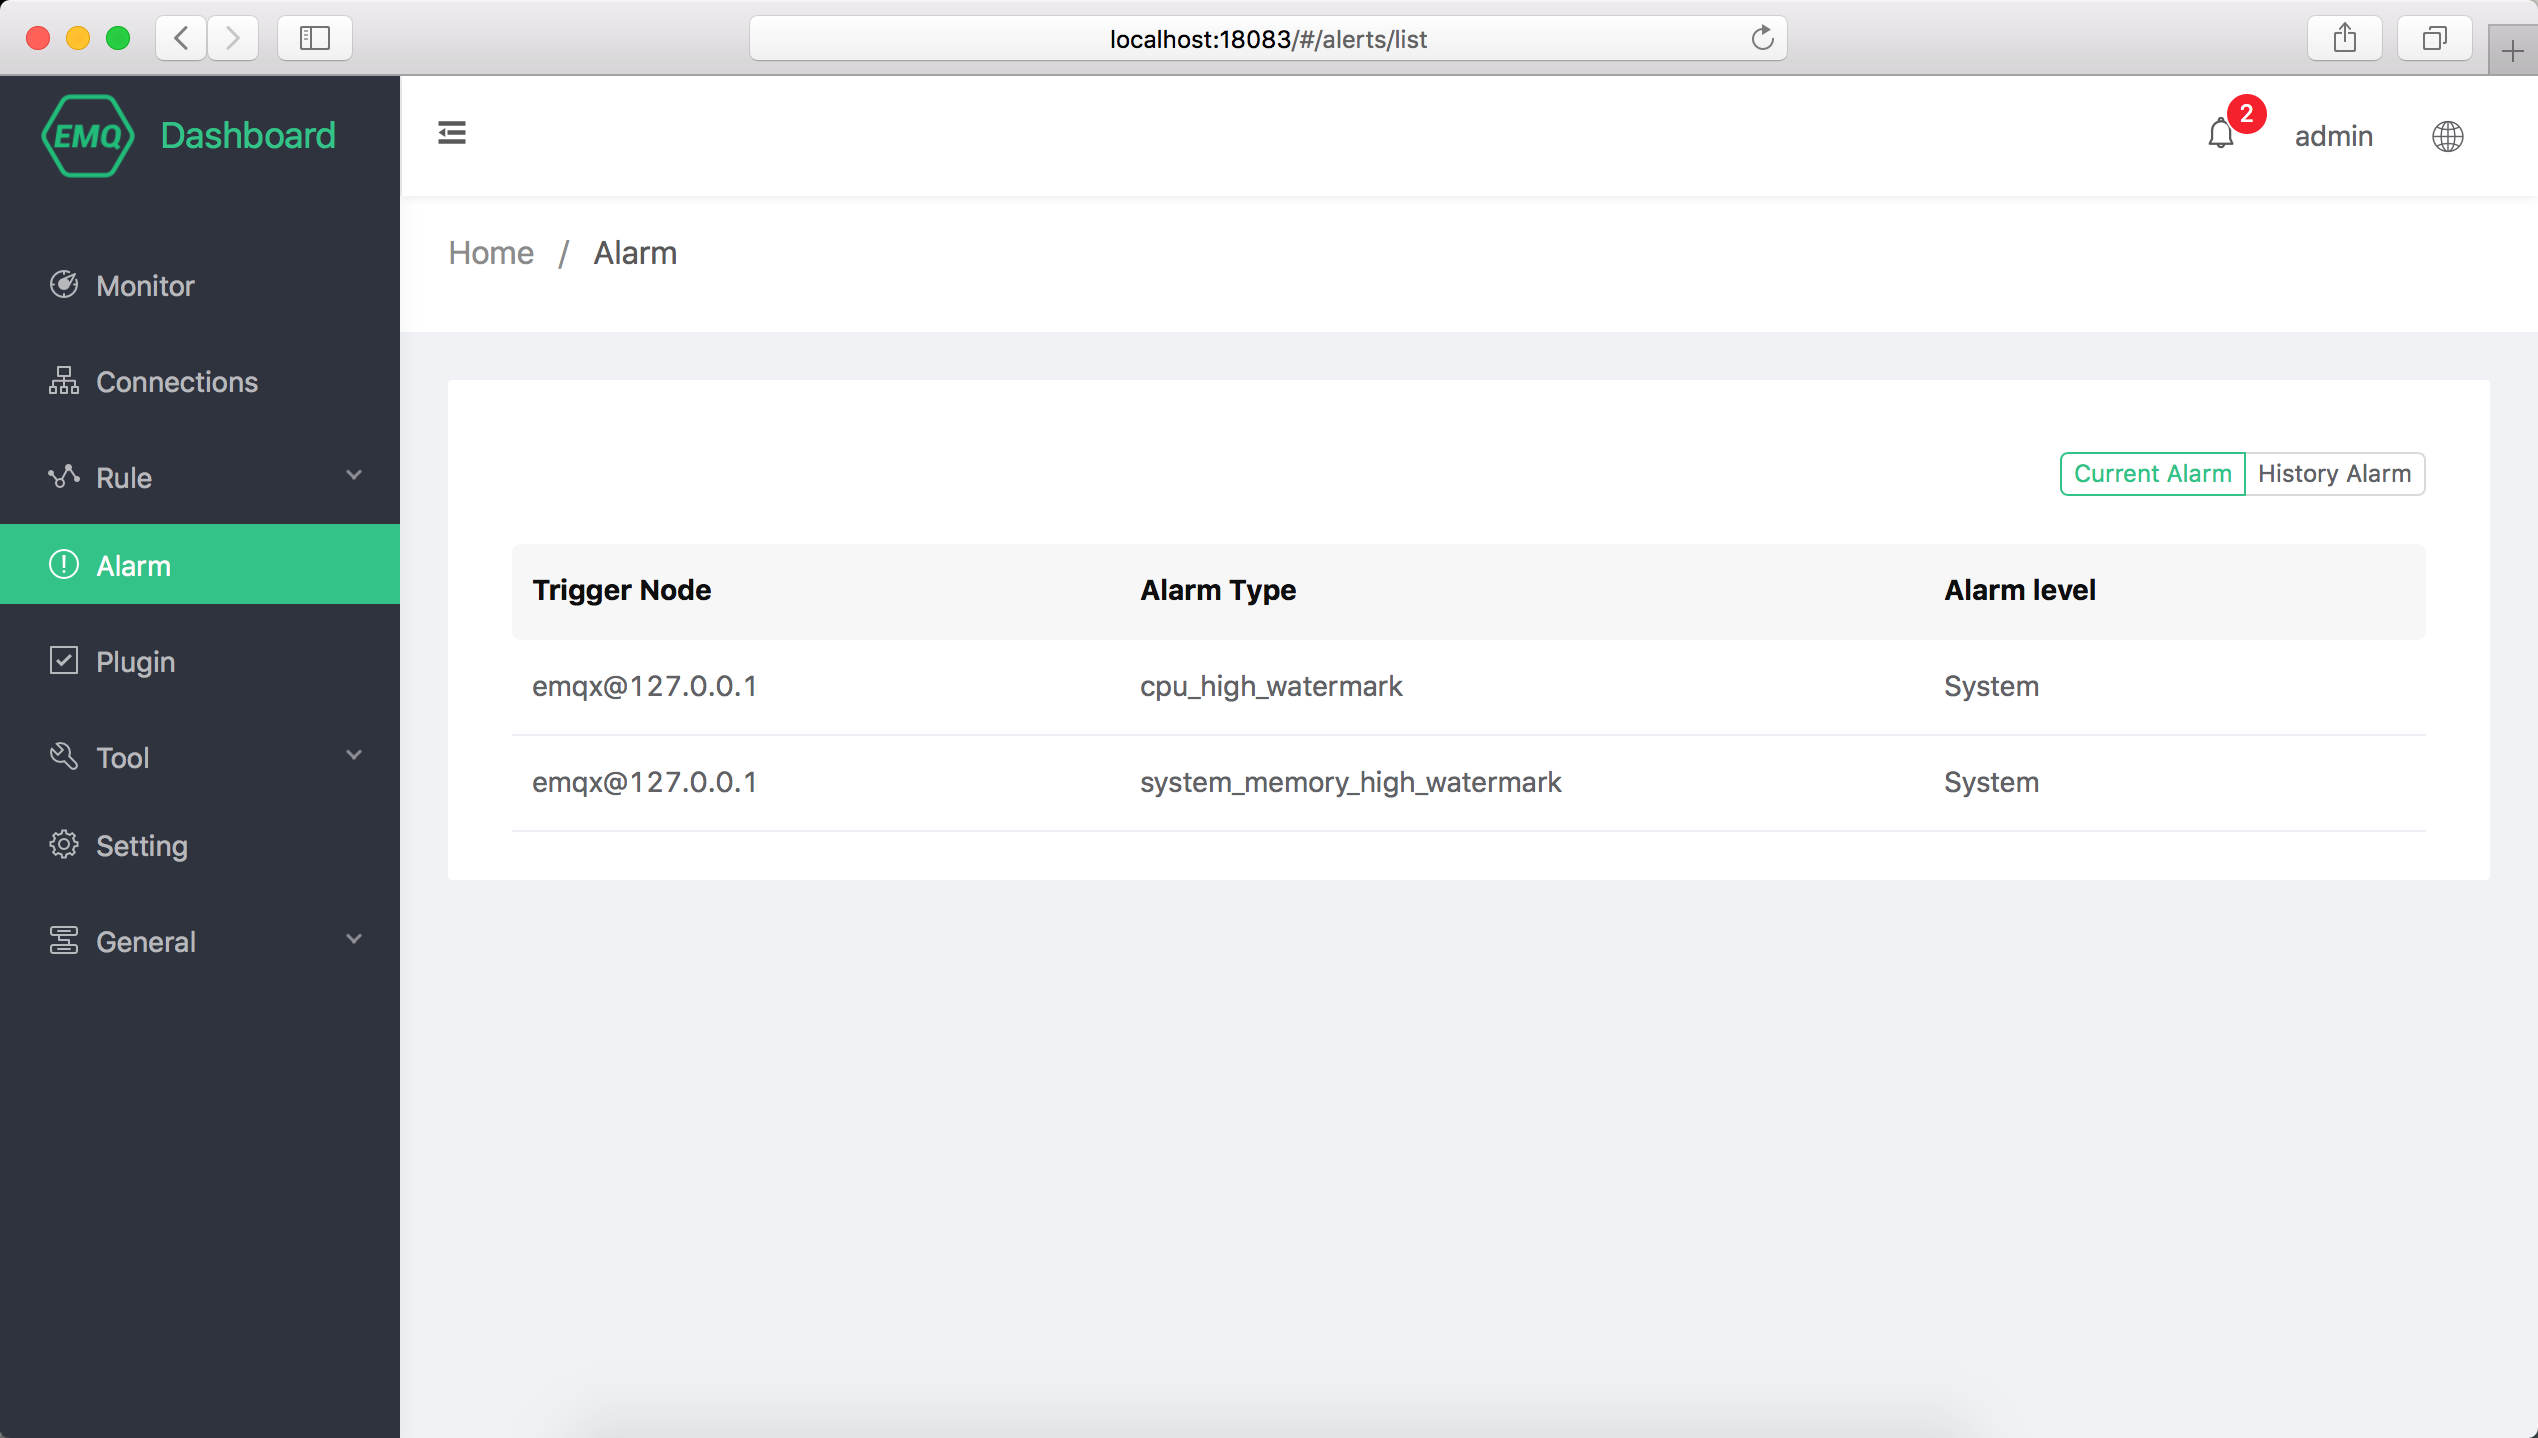 localhost:18083/#/alerts/list
EMQ Dashboard
2
admin
Home / Alarm
Monitor
Connections
Rule
Alarm
Plugin
Tool
Setting
General
Current Alarm History Alarm
Trigger Node Alarm Type Alarm level
emqx@127.0.0.1 cpu_high_watermark System
emqx@127.0.0.1 system_memory_high_watermark System